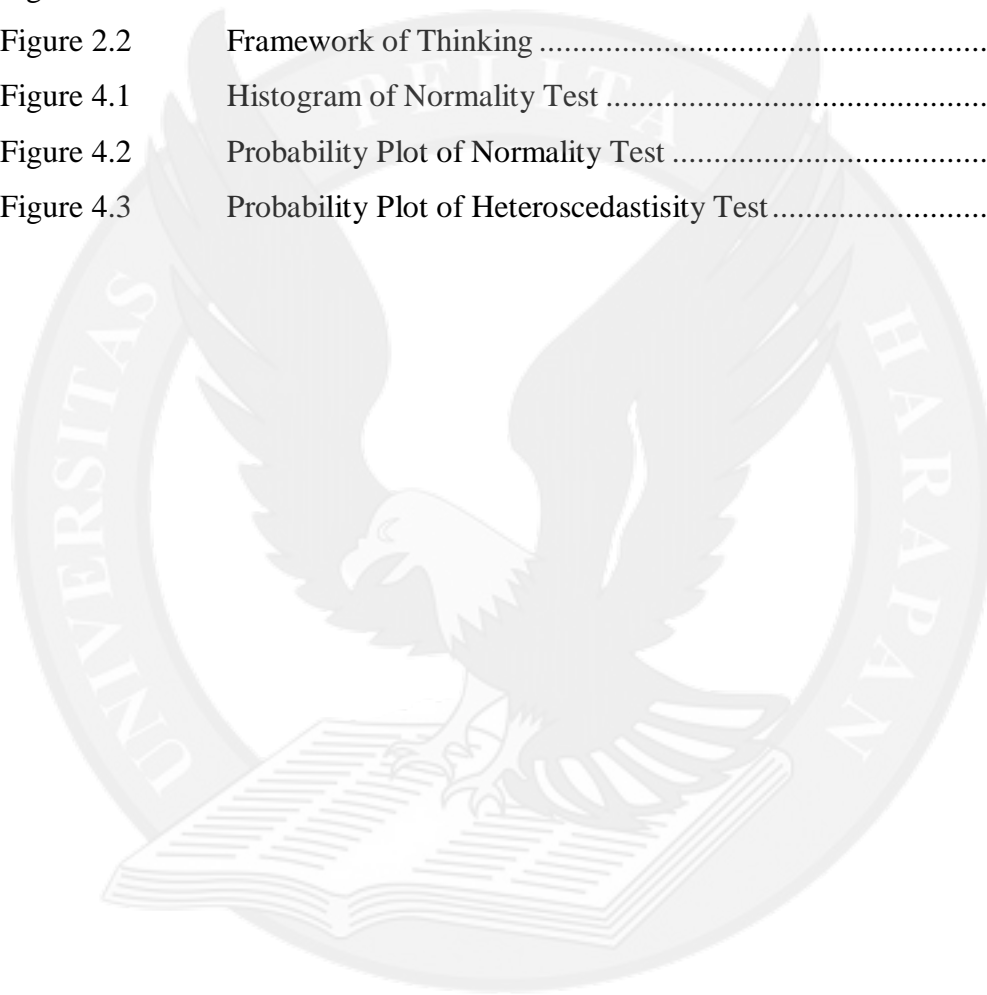 Figure 2.2 Framework of Thinking ................................................................
Figure 4.1 Histogram of Normality Test ........................................................
Figure 4.2 Probability Plot of Normality Test ................................................
Figure 4.3 Probability Plot of Heteroscedastisity Test...................................
UNIVERSITAS PELITA HARAPAN